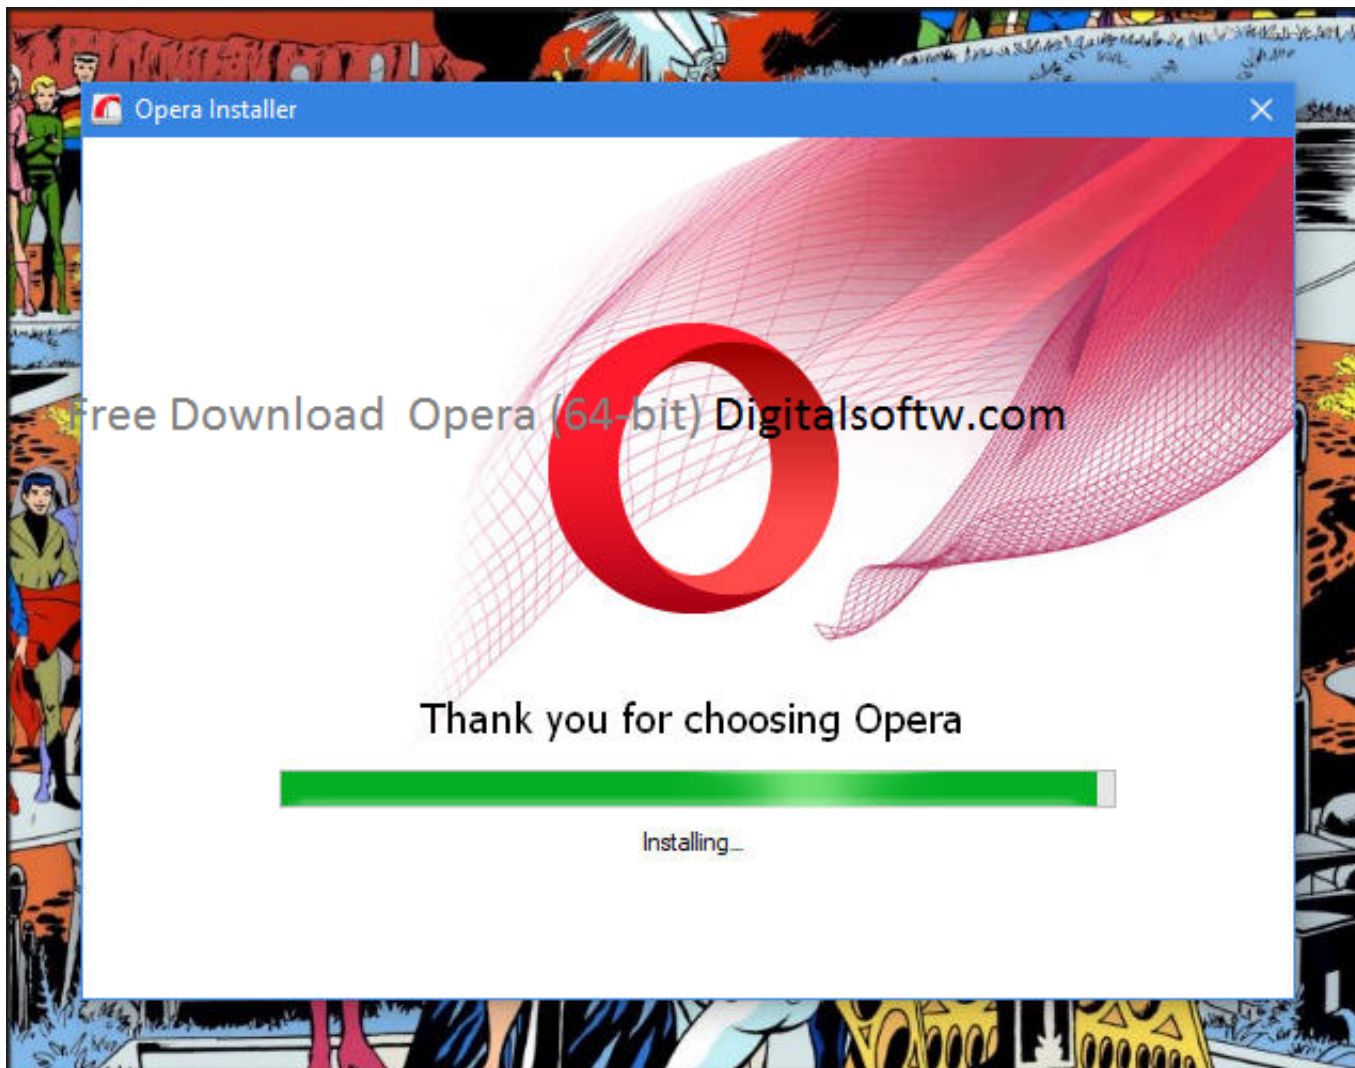 Opera Installer
Free Download  Opera (64-bit) Digitalsoftw.com
Thank you for choosing Opera
Installing...